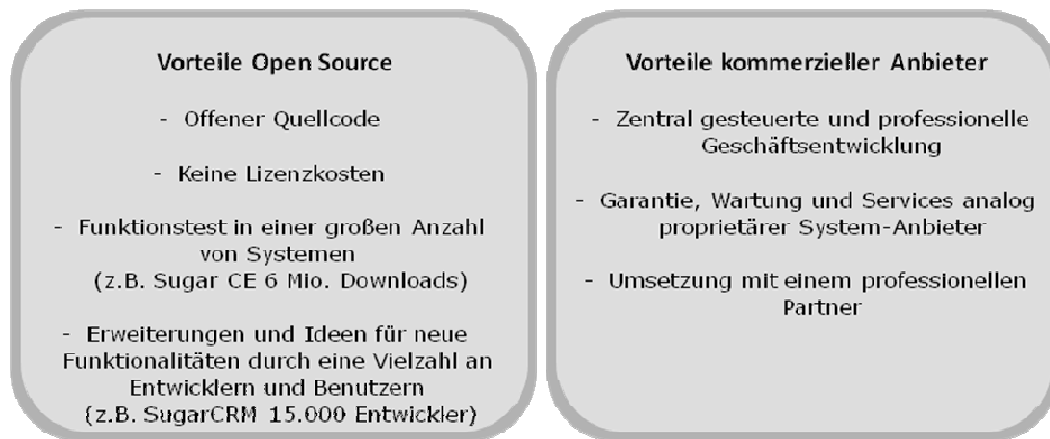 Vorteile Open Source
- Offener Quellcode
- Keine Lizenzkosten
- Funktionstest in einer großen Anzahl
von Systemen
(z.B. Sugar CE 6 Mio. Downloads)
- Erweiterungen und Ideen für neue
Funktionalitäten durch eine Vielzahl an
Entwicklern und Benutzern
(z.B. SugarCRM 15.000 Entwickler)
Vorteile kommerzieller Anbieter
- Zentral gesteuerte und professionelle
Geschäftsentwicklung
- Garantie, Wartung und Services analog
proprietärer System-Anbieter
- Umsetzung mit einem professionellen
Partner